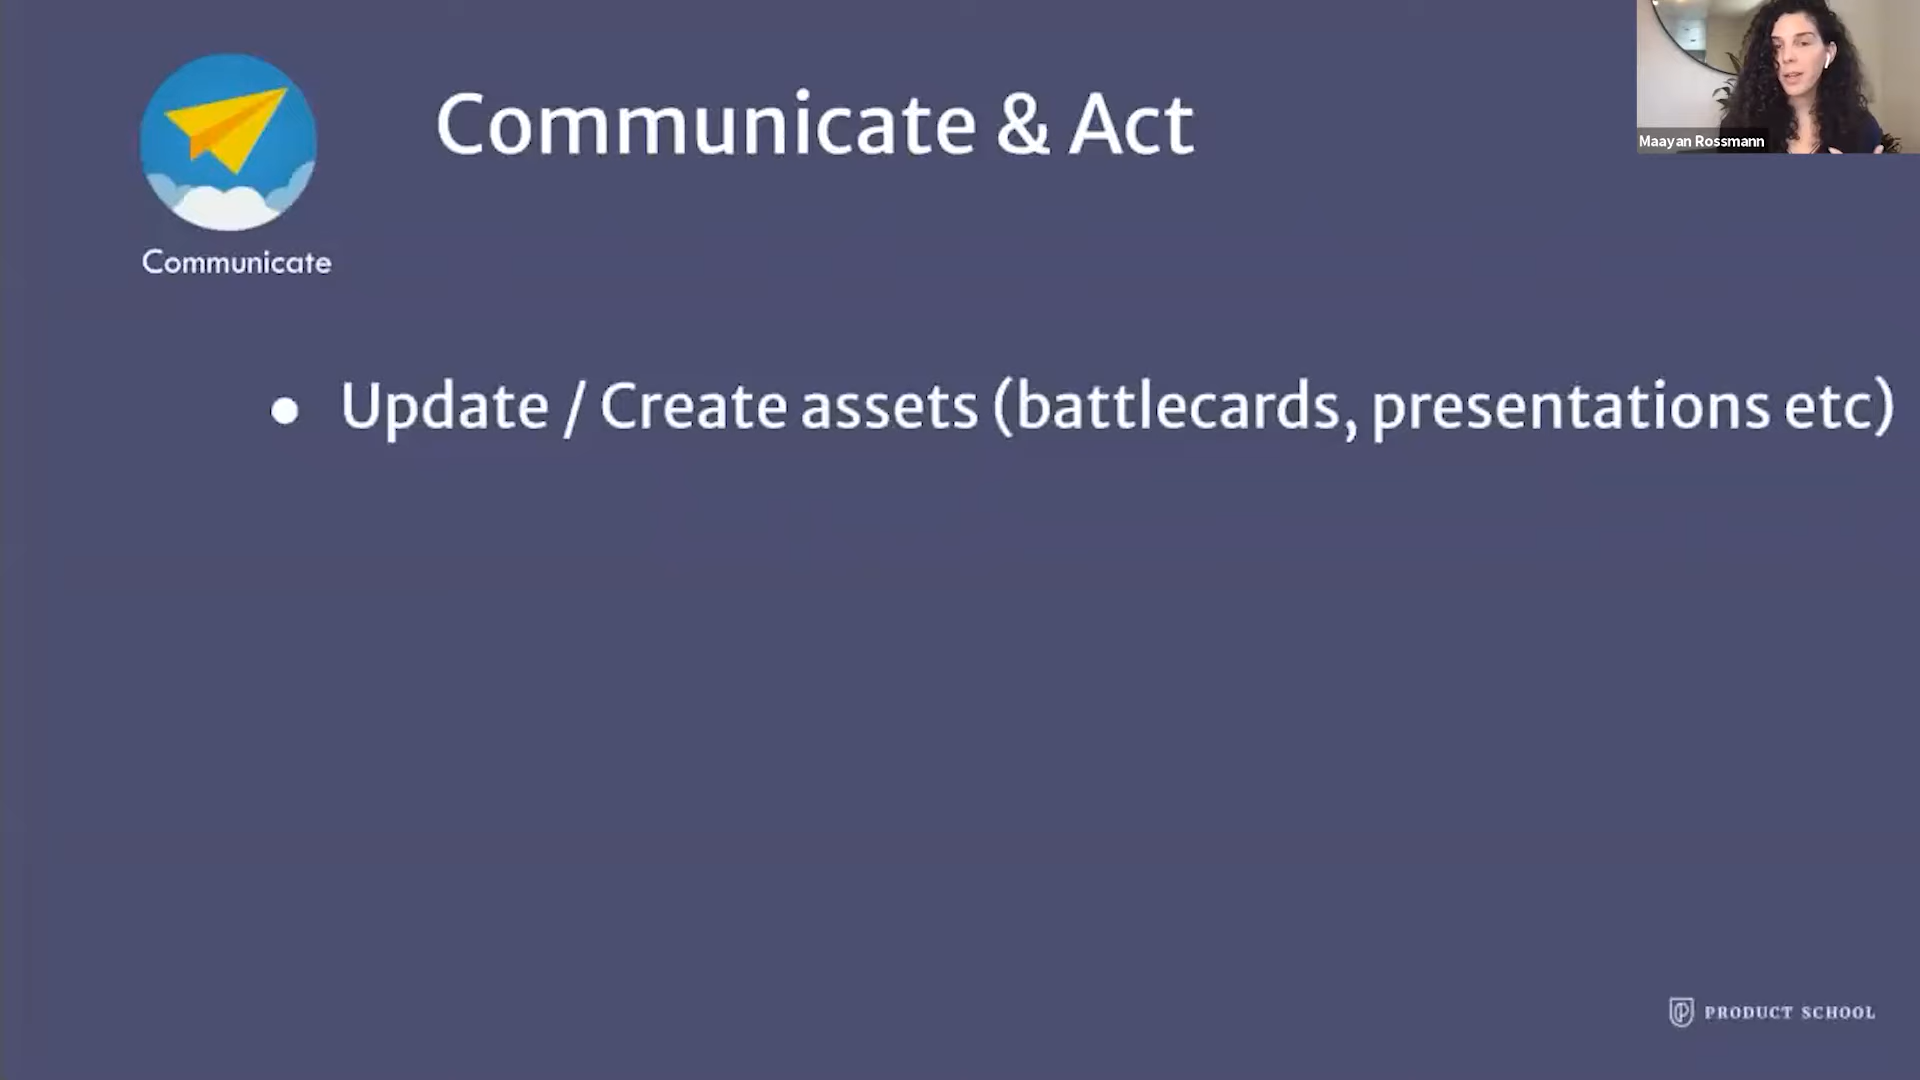 Communicate & Act
Maayan Rossmann
Communicate
● Update / Create assets (battlecards, presentations etc)
PRODUCT SCHOOL